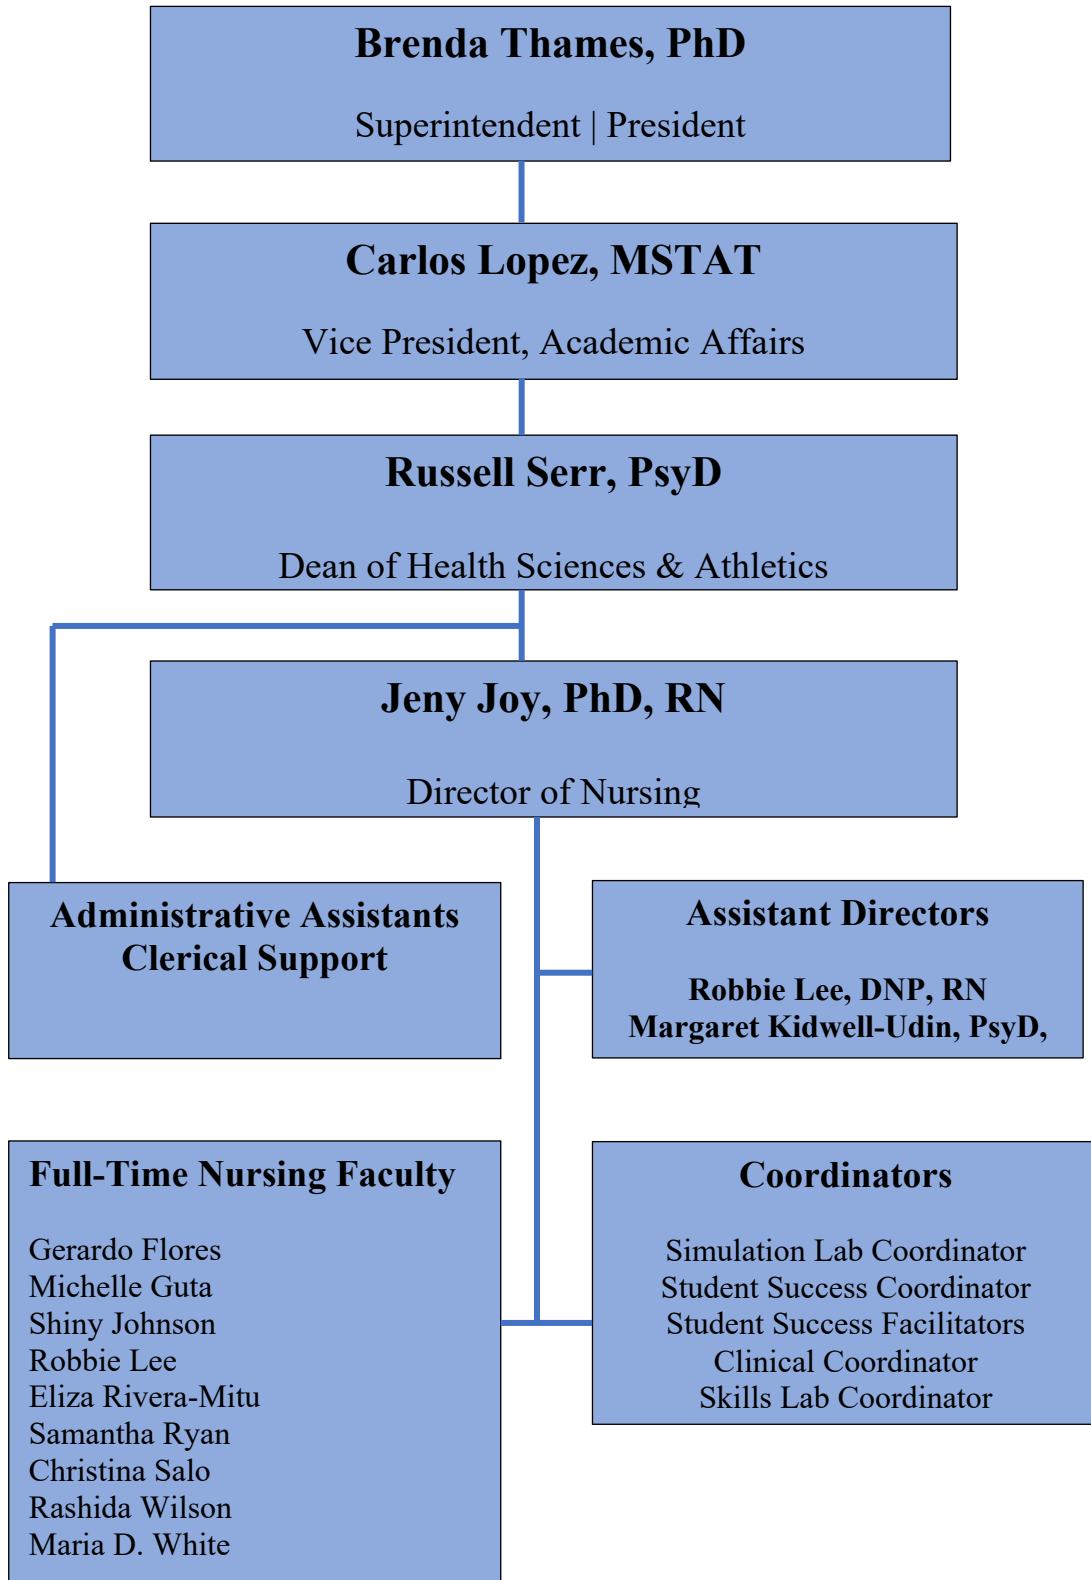 Brenda Thames, PhD
Superintendent | President
Carlos Lopez, MSTAT
Vice President, Academic Affairs
Russell Serr, PsyD
Dean of Health Sciences & Athletics
Jeny Joy, PhD, RN
Director of Nursing
Administrative Assistants
Clerical Support
Assistant Directors
Robbie Lee, DNP, RN
Margaret Kidwell-Udin, PsyD,
Full-Time Nursing Faculty
Gerardo Flores
Michelle Guta
Shiny Johnson
Robbie Lee
Eliza Rivera-Mitu
Samantha Ryan
Christina Salo
Rashida Wilson
Maria D. White
Coordinators
Simulation Lab Coordinator
Student Success Coordinator
Student Success Facilitators
Clinical Coordinator
Skills Lab Coordinator